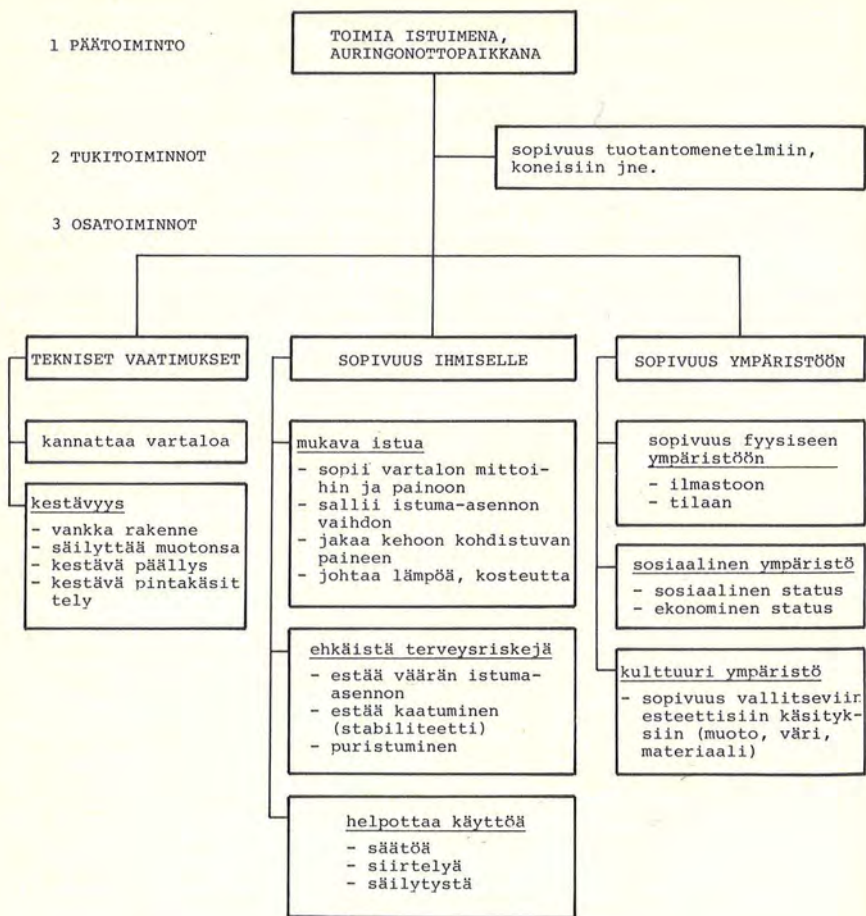 1 PÄÄTOIMINTO
TOIMIA ISTUIMENA,
AURINGONOTTOPAIKKANA
2 TUKITOIMINNOT
sopivuus tuotantomenetelmiin,
koneisiin jne.
3 OSATOIMINNOT
TEKNISET VAATIMUKSET
kannattaa vartaloa
kestävyys
- vankka rakenne
- säilyttää muotonsa
- kestävä päällys
- kestävä pintakäsit
tely
SOPIVUUS IHMISELLE
mukava istua
- sopii vartalon mittoi-
hin ja painoon
- sallii istuma-asennon
vaihdon
- jakaa kehoon kohdistuvan
paineen
- johtaa lämpöä, kosteutta
ehkäistä terveysriskejä
- estää väärän istuma-
asennon
- estää kaatuminen
(stabiliteetti)
- puristuminen
helpottaa käyttöä
- säätöä
- siirtelyä
- säilytystä
SOPIVUUS YMPÄRISTÖÖN
sopivuus fyysiseen
ympäristöön
- ilmastoon
- tilaan
sosiaalinen ympäristö
- sosiaalinen status
- ekonominen status
kulttuuri ympäristö
- sopivuus vallitseviin
esteettisiin käsityk-
siin (muoto, väri,
materiaali)